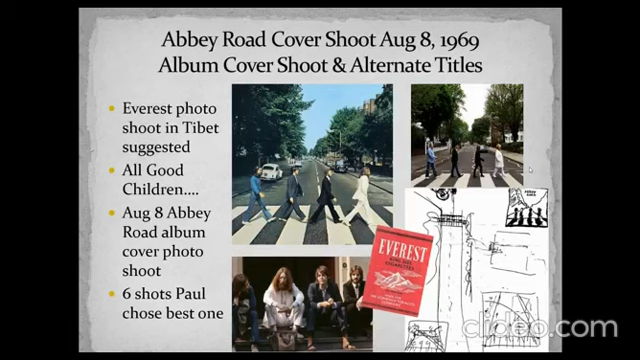 Abbey Road Cover Shoot Aug 8, 1969
Album Cover Shoot & Alternate Titles
• Everest photo
shoot in Tibet
suggested
• All Good
Children....
• Aug 8 Abbey
Road album
cover photo
shoot
• 6 shots Paul
chose best one
EVEREST
clideo.com